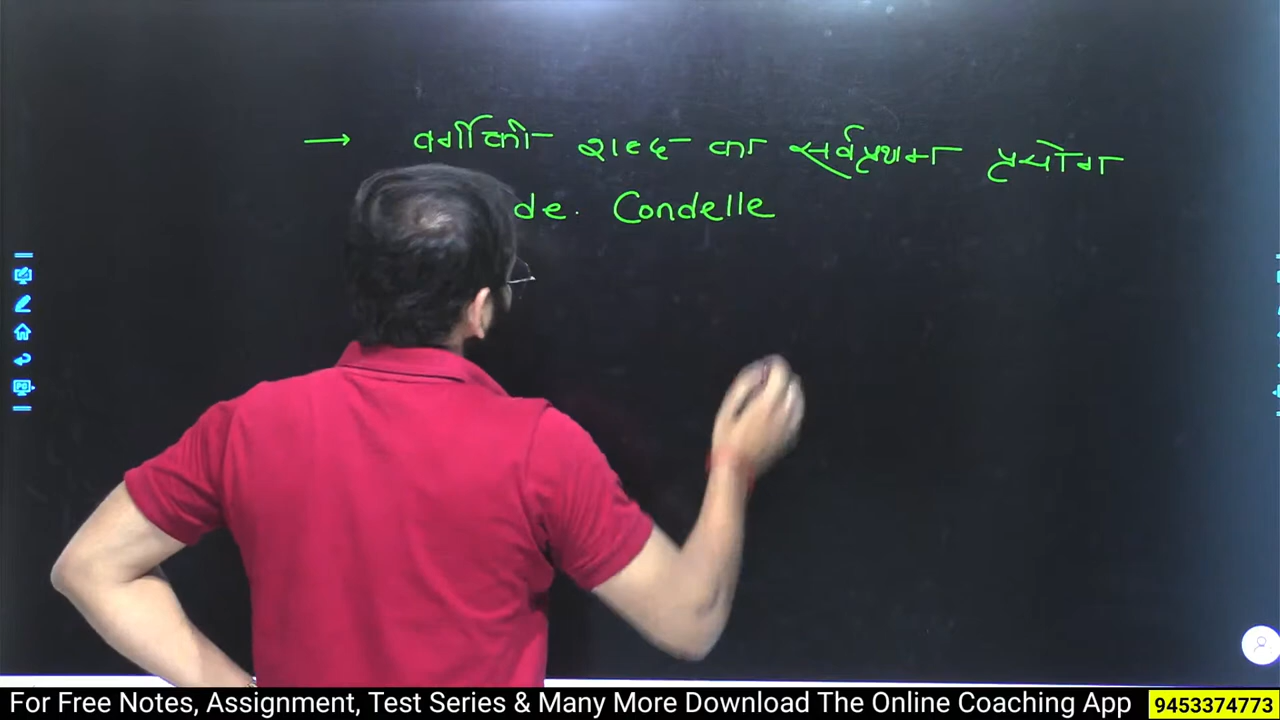 → वर्गीकी शब्द का सर्वप्रथम प्रयोग
de. Condelle
For Free Notes, Assignment, Test Series & Many More Download The Online Coaching App 9453374773